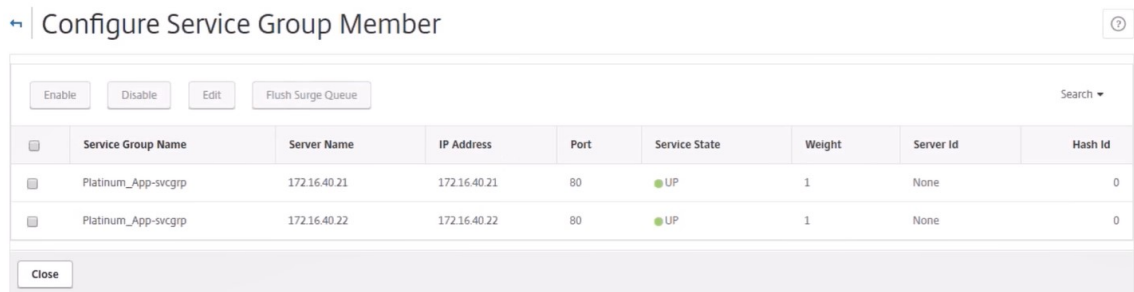 Configure Service Group Member
?
Enable Disable Edit Flush Surge Queue Search
Service Group Name Server Name IP Address Port Service State Weight Server Id Hash Id
Platinum_App-svcgrp 172.16.40.21 172.16.40.21 80 UP 1 None 0
Platinum_App-svcgrp 172.16.40.22 172.16.40.22 80 UP 1 None 0
Close